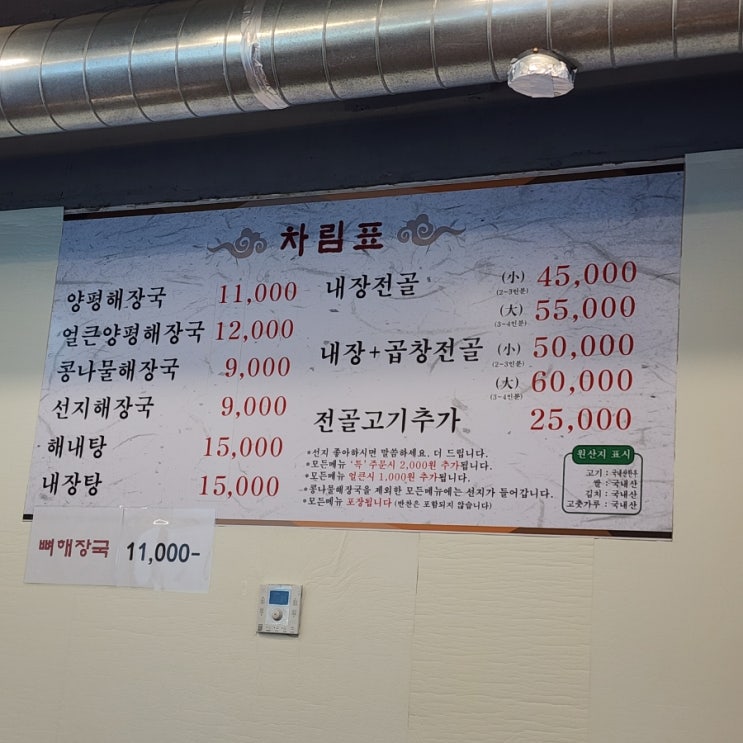 차림표
양평해장국 11,000
얼큰양평해장국 12,000
콩나물해장국 9,000
선지해장국 9,000
해내탕 15,000
내장탕 15,000
내장전골 (小) (2~3인분) 45,000
(大) (3~4인분) 55,000
내장+곱창전골 (小) (2~3인분) 50,000
(大) (3~4인분) 60,000
전골고기추가 25,000
*선지 좋아하시면 말씀하세요. 더 드립니다.
*모든메뉴 '특' 주문시 2,000원 추가됩니다.
*모든메뉴 얼큰시 1,000원 추가됩니다.
*콩나물해장국을 제외한 모든메뉴에는 선지가 들어갑니다.
*모든메뉴 포장됩니다 (반찬은 포함되지 않습니다)
원산지 표시
고기 : 국내산한우
쌀 : 국내산
김치 : 국내산
고춧가루 : 국내산
뼈해장국 11,000-